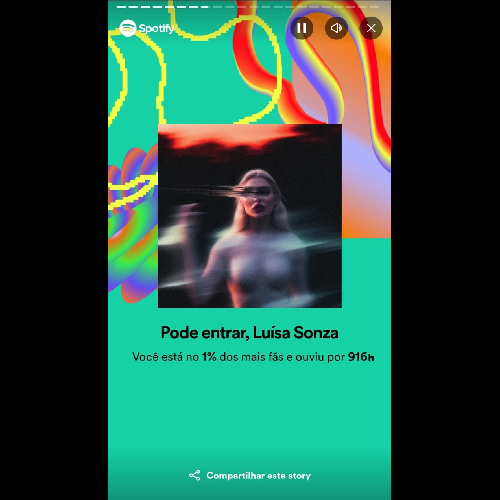 Spotify
Pode entrar, Luísa Sonza
Você está no 1% dos mais fãs e ouviu por 916h
Compartilhar este story